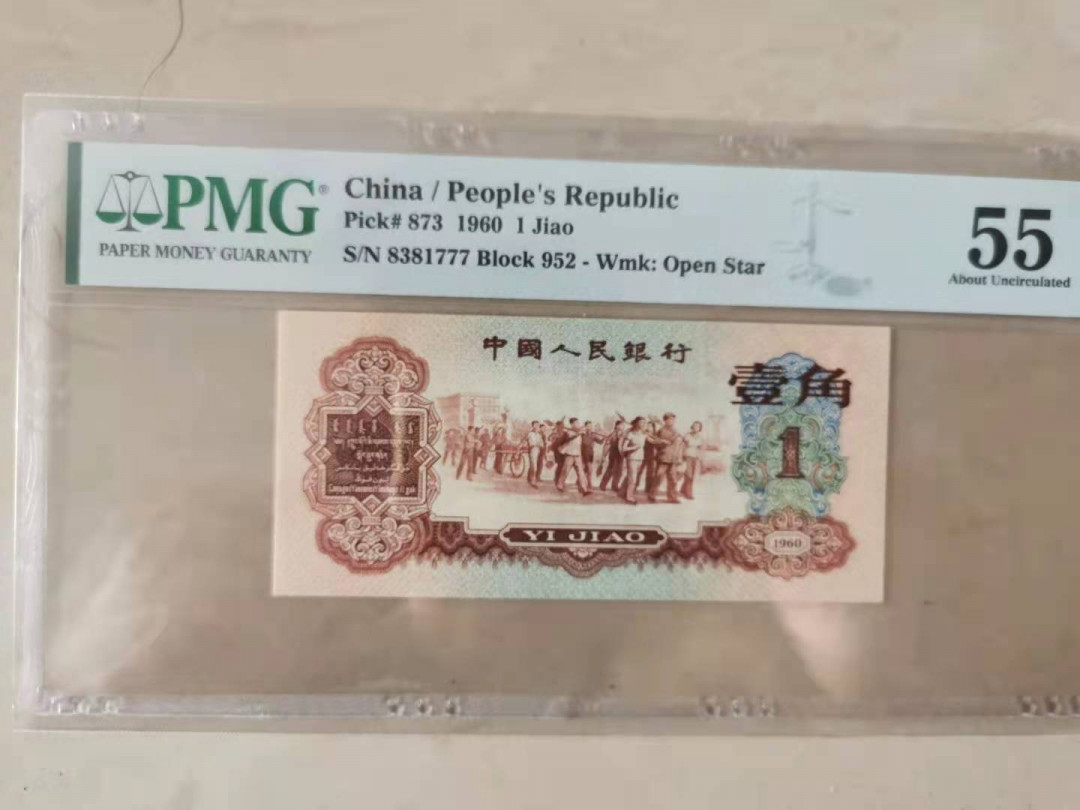 PMG®
PAPER MONEY GUARANTY
China / People's Republic
Pick# 873 1960 1 Jiao
S/N 8381777 Block 952 - Wmk: Open Star
55
About Uncirculated
中國人民銀行
壹角
1
YI JIAO
1960